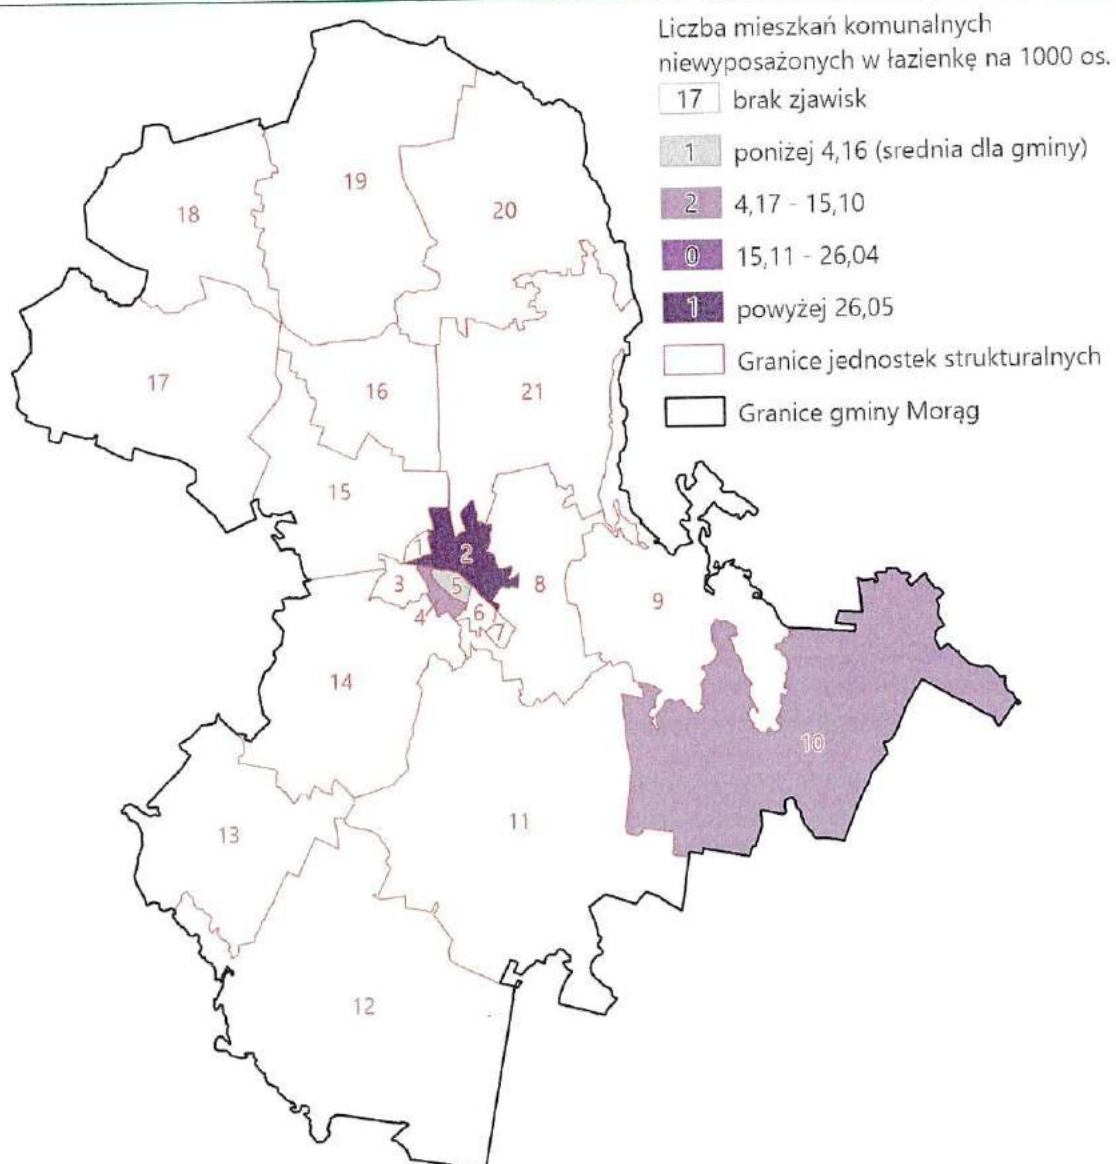 Liczba mieszkań komunalnych
niewyposażonych w łazienkę na 1000 os.
17 brak zjawisk
1 poniżej 4,16 (srednia dla gminy)
2 4,17 - 15,10
0 15,11 - 26,04
1 powyżej 26,05
Granice jednostek strukturalnych
Granice gminy Morąg
19
18
20
17
16
21
15
1
2
3
5
8
4
6
9
7
14
10
11
13
12